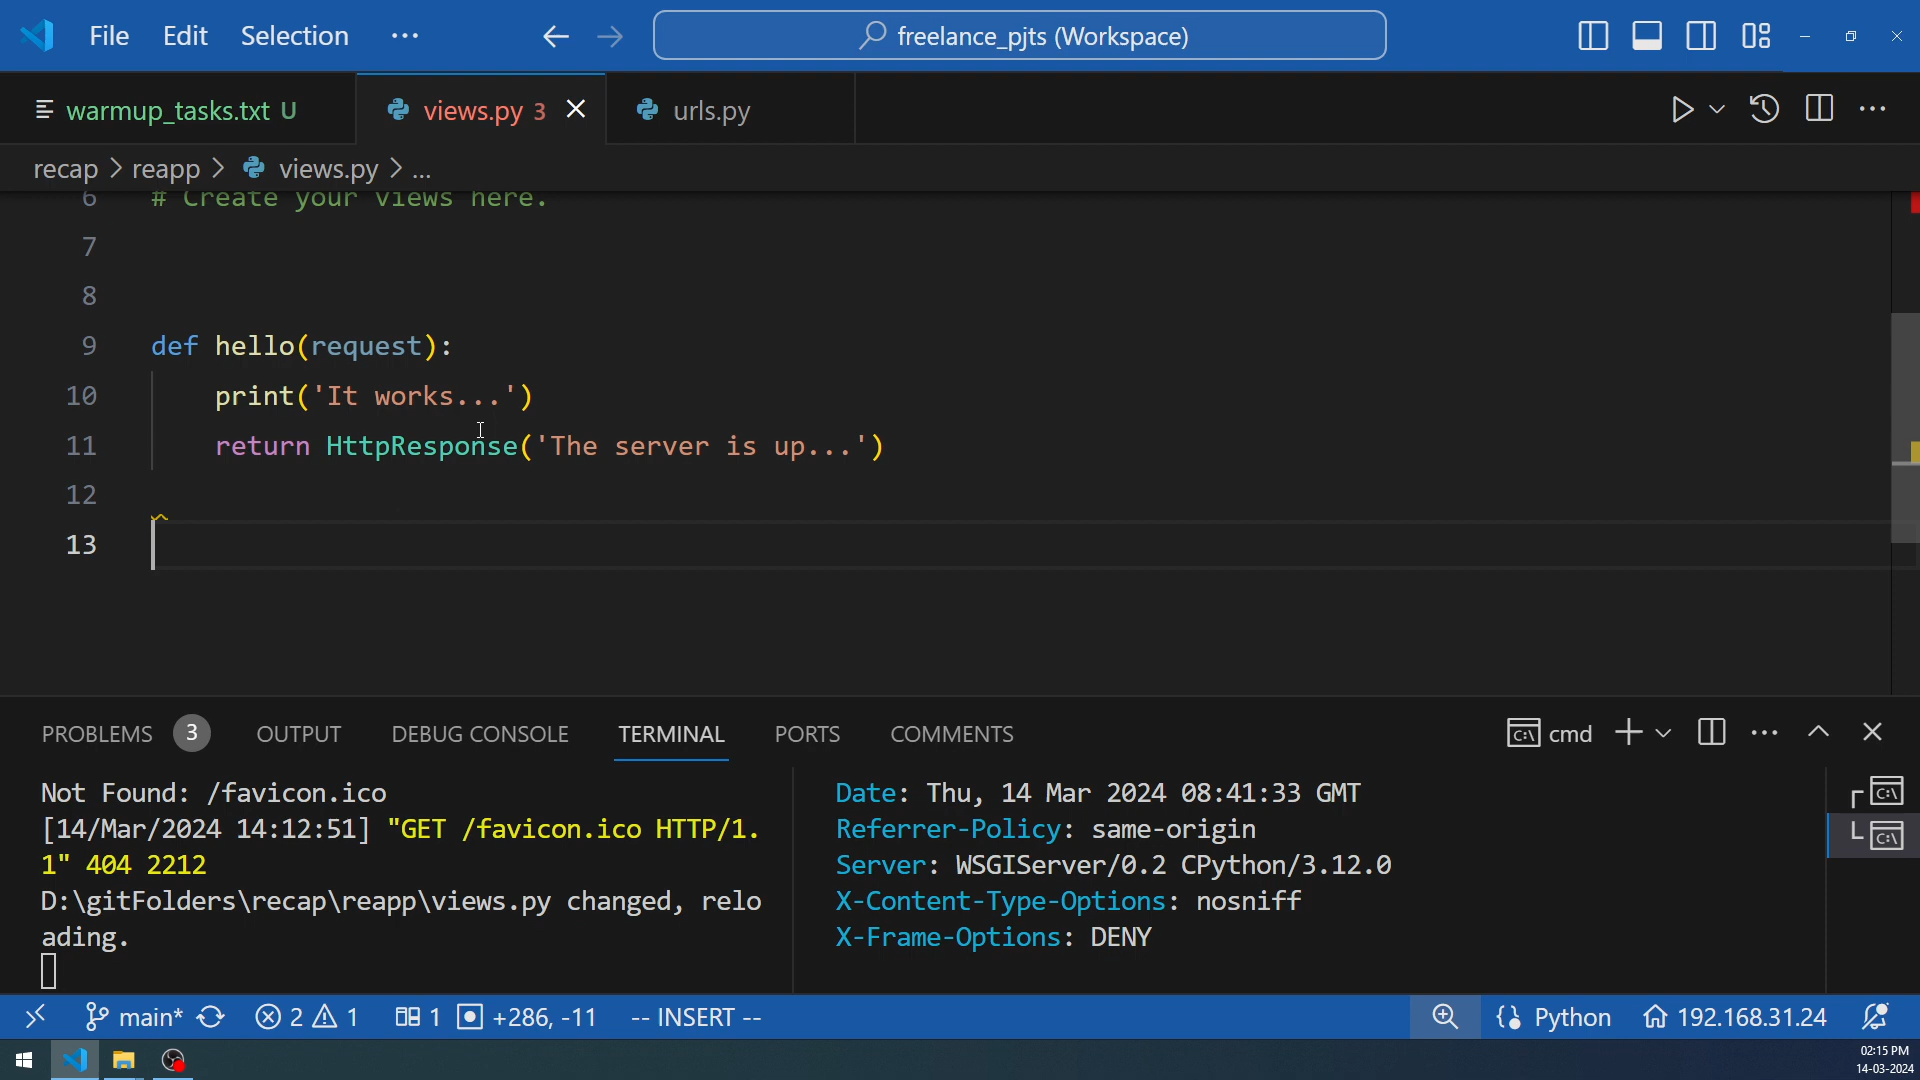 File Edit Selection ··· freelance_pjts (Workspace)
warmup_tasks.txt U views.py 3 urls.py
recap > reapp > views.py > ...
6 # Create your views here.
7
8
9 def hello(request):
10 print('It works...')
11 return HttpResponse('The server is up...')
12
13
PROBLEMS 3 OUTPUT DEBUG CONSOLE TERMINAL PORTS COMMENTS cmd
Not Found: /favicon.ico
[14/Mar/2024 14:12:51] "GET /favicon.ico HTTP/1.
1" 404 2212
D:\gitFolders\recap\reapp\views.py changed, relo
ading.
Date: Thu, 14 Mar 2024 08:41:33 GMT
Referrer-Policy: same-origin
Server: WSGIServer/0.2 CPython/3.12.0
X-Content-Type-Options: nosniff
X-Frame-Options: DENY
main* 2 1 1 +286, -11 -- INSERT -- Python 192.168.31.24
02:15 PM
14-03-2024